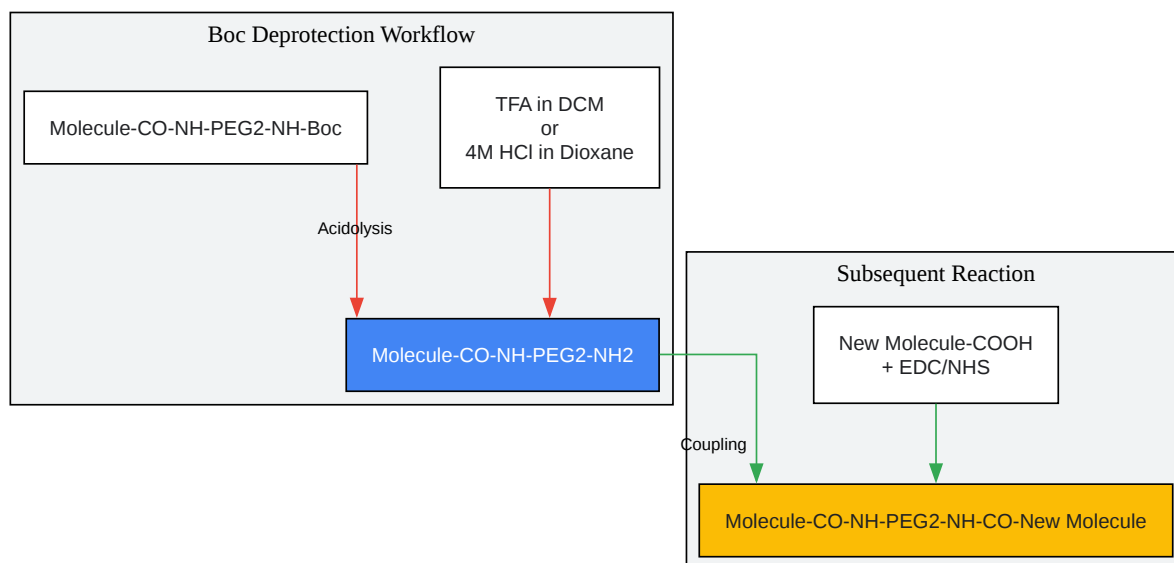 Boc Deprotection Workflow
Molecule-CO-NH-PEG2-NH-Boc
TFA in DCM
or
4M HCl in Dioxane
Acidolysis
Molecule-CO-NH-PEG2-NH2
Subsequent Reaction
New Molecule-COOH
+ EDC/NHS
Coupling
Molecule-CO-NH-PEG2-NH-CO-New Molecule